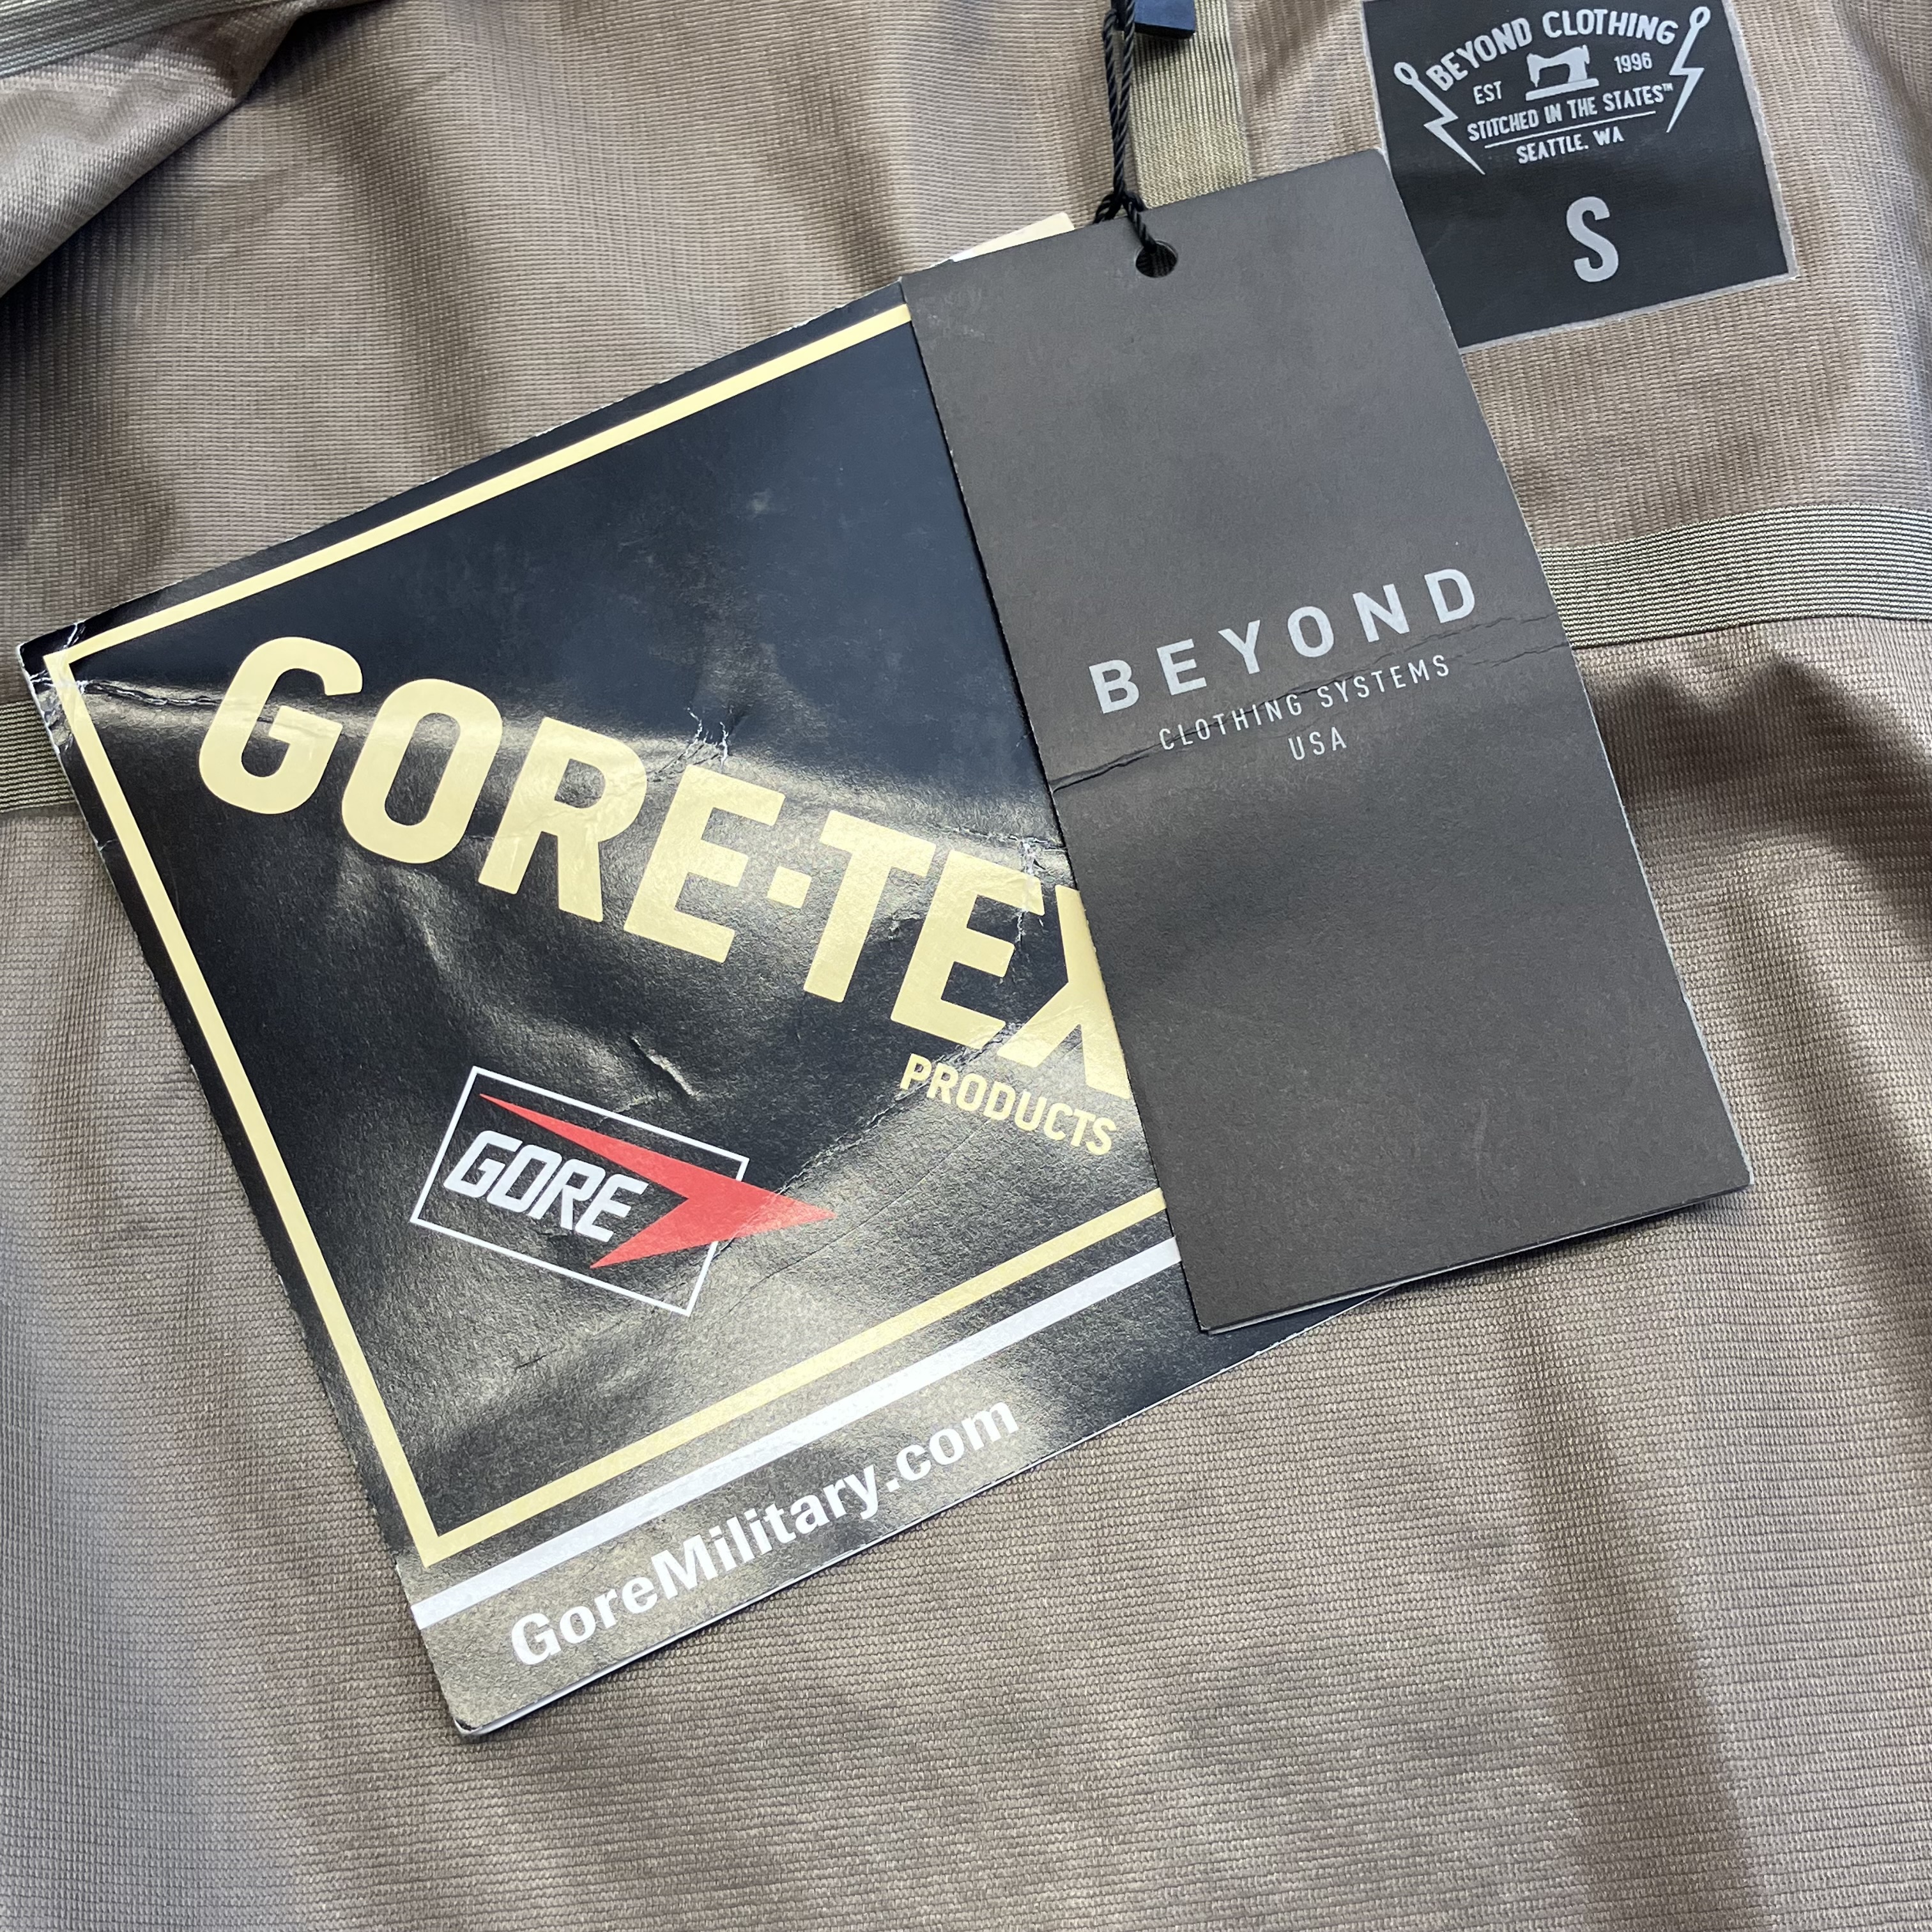 BEYOND CLOTHING
EST 1996
STITCHED IN THE STATES™
SEATTLE. WA
S
BEYOND
CLOTHING SYSTEMS
USA
GORE-TEX
PRODUCTS
GORE
GoreMilitary.com